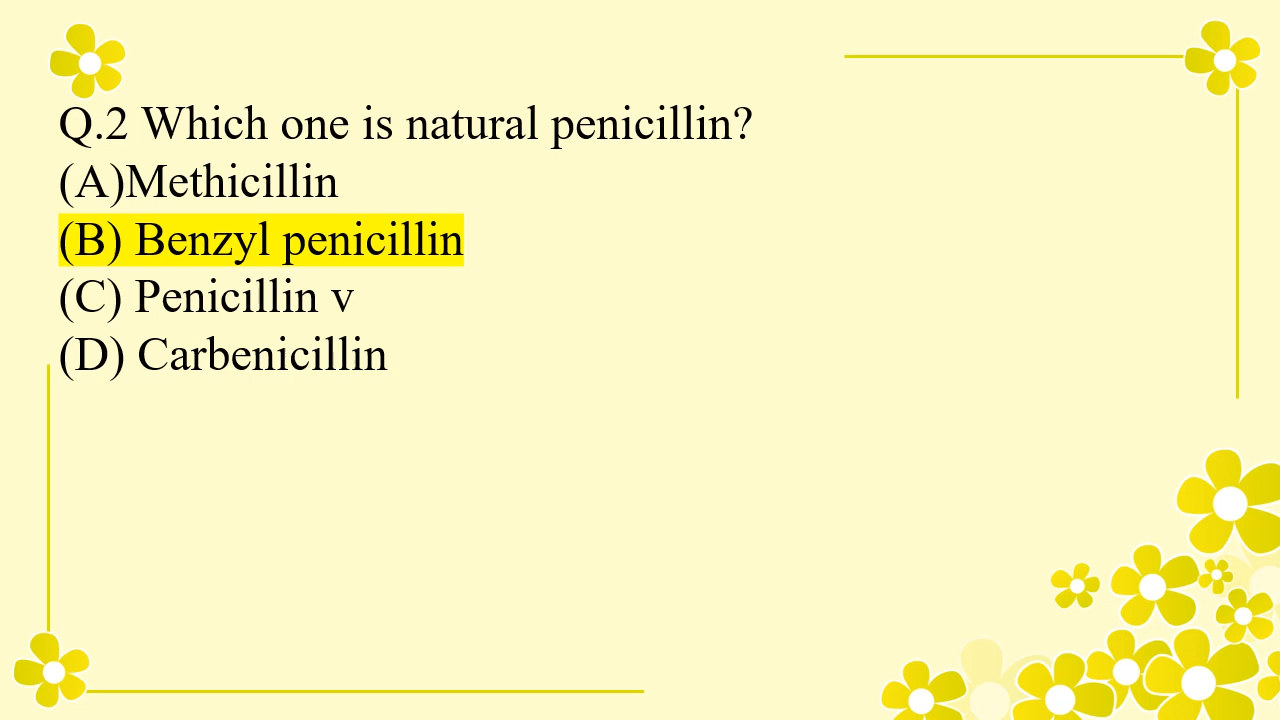 Q.2 Which one is natural penicillin?
(A)Methicillin
(B) Benzyl penicillin
(C) Penicillin v
(D) Carbenicillin